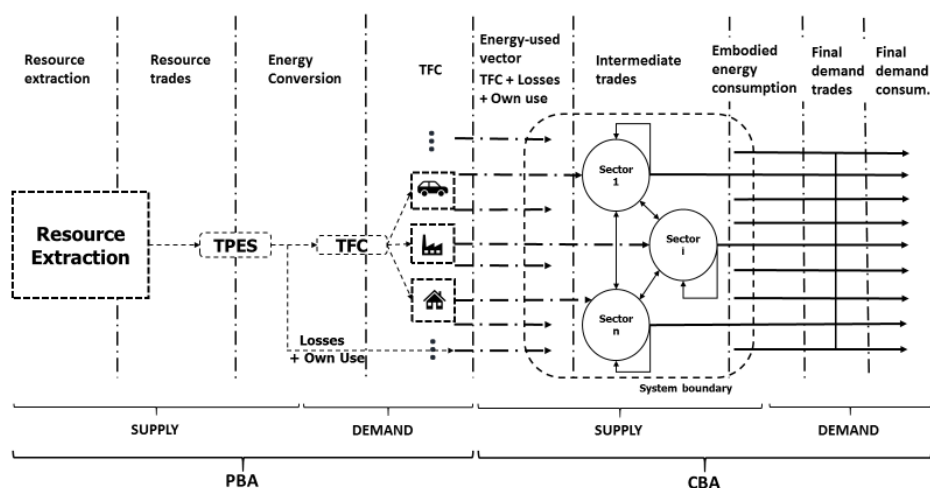 Resource
extraction
Resource
trades
Energy
Conversion
TFC
Energy-used
vector
TFC + Losses
+ Own use
Intermediate
trades
Embodied
energy
consumption
Final
demand
trades
Final
demand
consum.
Resource
Extraction
TPES
TFC
Losses
+ Own Use
Sector
1
Sector
i
Sector
n
System boundary
SUPPLY
DEMAND
SUPPLY
DEMAND
PBA
CBA